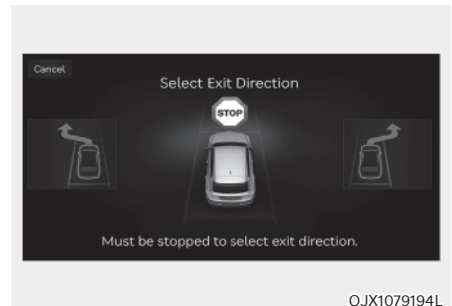 Cancel
Select Exit Direction
STOP
Must be stopped to select exit direction.
OJX1079194L